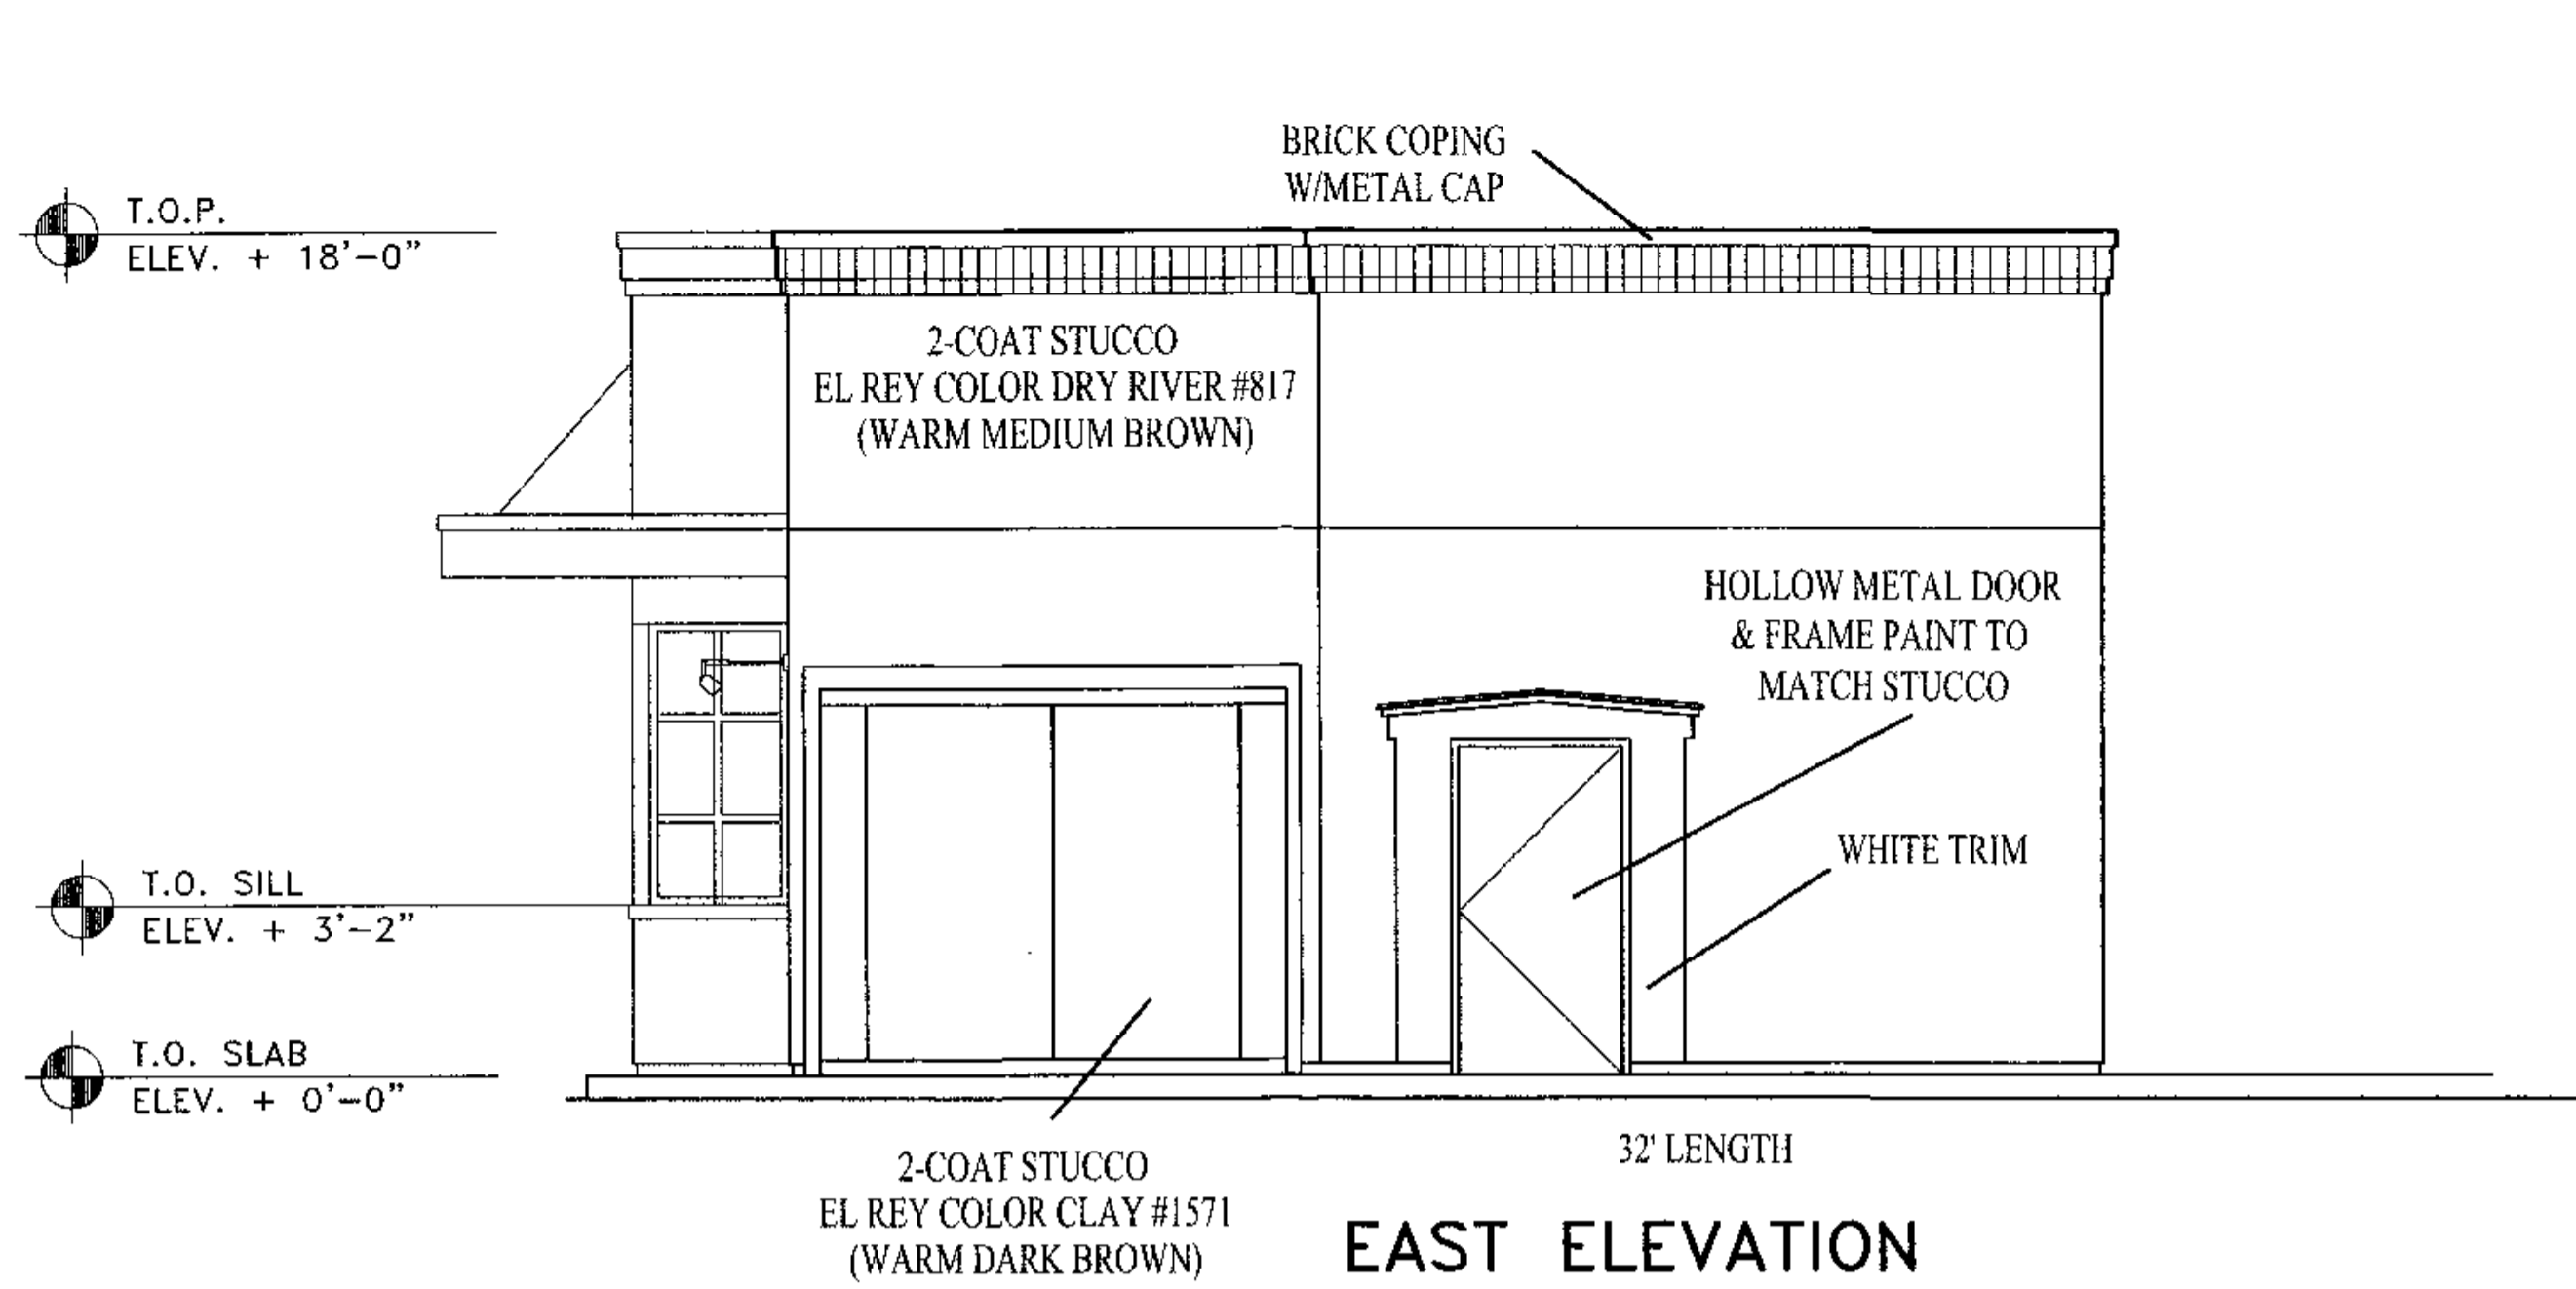 BRICK COPING
W/METAL CAP
T.O.P.
ELEV. + 18'-0"
2-COAT STUCCO
EL REY COLOR DRY RIVER #817
(WARM MEDIUM BROWN)
HOLLOW METAL DOOR
& FRAME PAINT TO
MATCH STUCCO
WHITE TRIM
T.O. SILL
ELEV. + 3'-2"
T.O. SLAB
ELEV. + 0'-0"
32' LENGTH
2-COAT STUCCO
EL REY COLOR CLAY #1571
(WARM DARK BROWN)
EAST ELEVATION